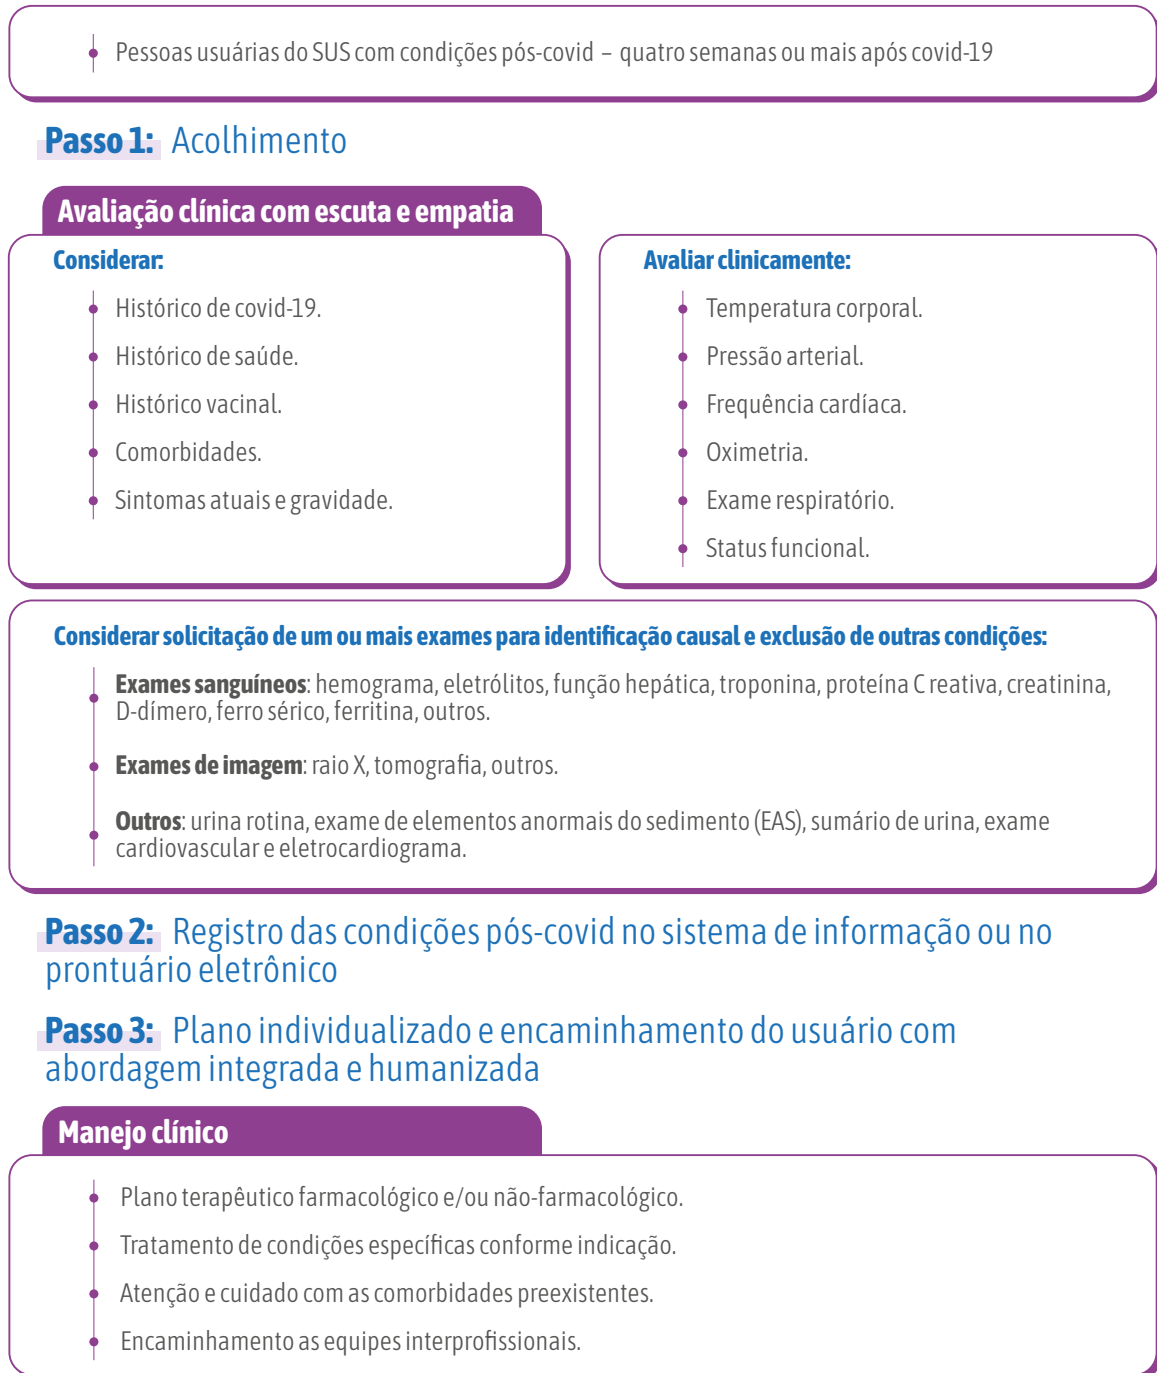 Pessoas usuárias do SUS com condições pós-covid – quatro semanas ou mais após covid-19
Passo 1: Acolhimento
Avaliação clínica com escuta e empatia
Considerar:
Histórico de covid-19.
Histórico de saúde.
Histórico vacinal.
Comorbidades.
Sintomas atuais e gravidade.
Avaliar clinicamente:
Temperatura corporal.
Pressão arterial.
Frequência cardíaca.
Oximetria.
Exame respiratório.
Status funcional.
Considerar solicitação de um ou mais exames para identificação causal e exclusão de outras condições:
Exames sanguíneos: hemograma, eletrólitos, função hepática, troponina, proteína C reativa, creatinina,
D-dímero, ferro sérico, ferritina, outros.
Exames de imagem: raio X, tomografia, outros.
Outros: urina rotina, exame de elementos anormais do sedimento (EAS), sumário de urina, exame
cardiovascular e eletrocardiograma.
Passo 2: Registro das condições pós-covid no sistema de informação ou no
prontuário eletrônico
Passo 3: Plano individualizado e encaminhamento do usuário com
abordagem integrada e humanizada
Manejo clínico
Plano terapêutico farmacológico e/ou não-farmacológico.
Tratamento de condições específicas conforme indicação.
Atenção e cuidado com as comorbidades preexistentes.
Encaminhamento as equipes interprofissionais.